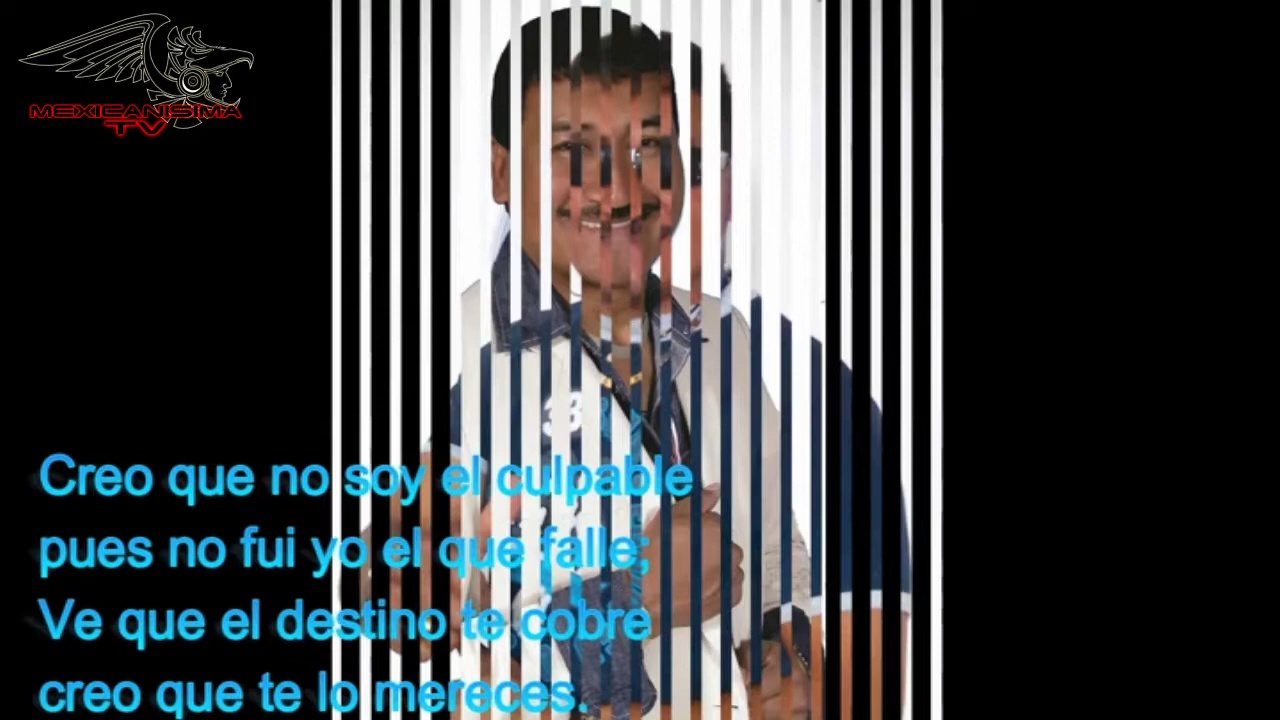 MEXICANISIMA
TV
3
Creo que no soy el culpable
pues no fui yo el que falle;
Ve que el destino te cobre
creo que te lo mereces.